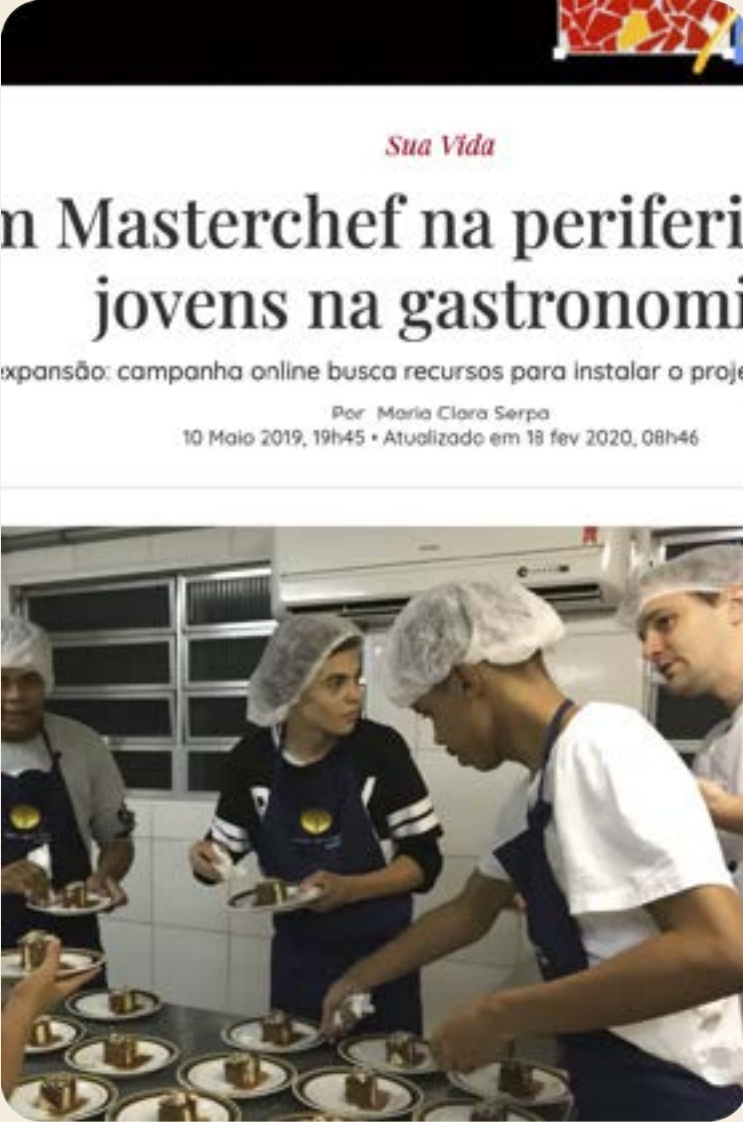 Sua Vida
m Masterchef na periferi
jovens na gastronomi
expansão: campanha online busca recursos para instalar o proje
Por Maria Clara Serpa
10 Maio 2019, 19h45 • Atualizado em 18 fev 2020, 08h46